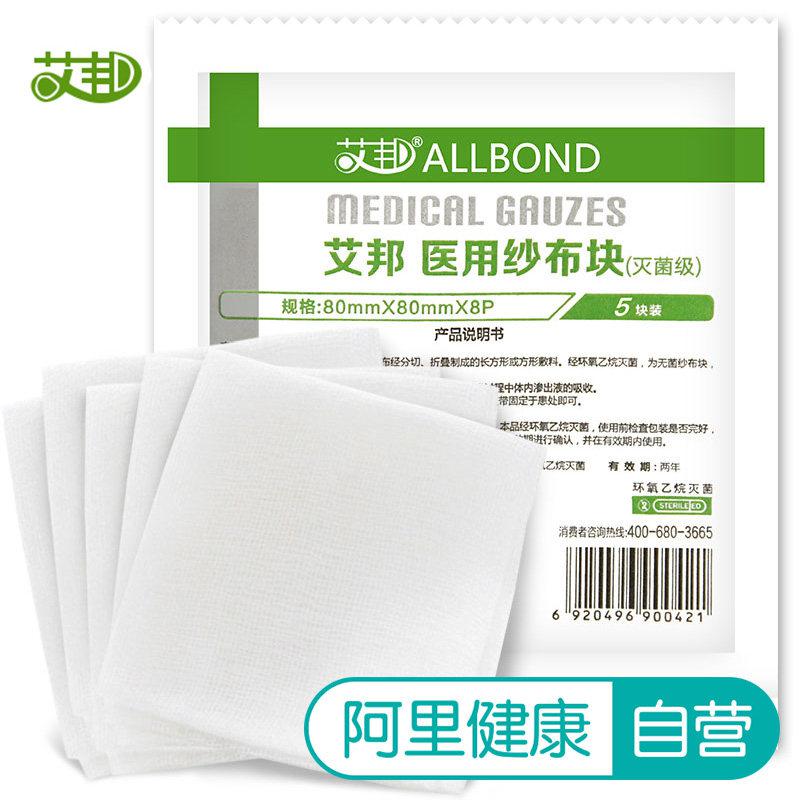 艾邦
艾邦® ALLBOND
MEDICAL GAUZES
艾邦 医用纱布块(灭菌级)
规格:80mmX80mmX8P
5块装
产品说明书
布经分切、折叠制成的长方形或方形敷料。经环氧乙烷灭菌，为无菌纱布块，
程中体内渗出液的吸收。
带固定于患处即可。
本品经环氧乙烷灭菌，使用前检查包装是否完好，
期进行确认，并在有效期内使用。
氧乙烷灭菌 有效期:两年
环氧乙烷灭菌
STERILE EO
消费者咨询热线:400-680-3665
6 920496 900421
阿里健康 自营